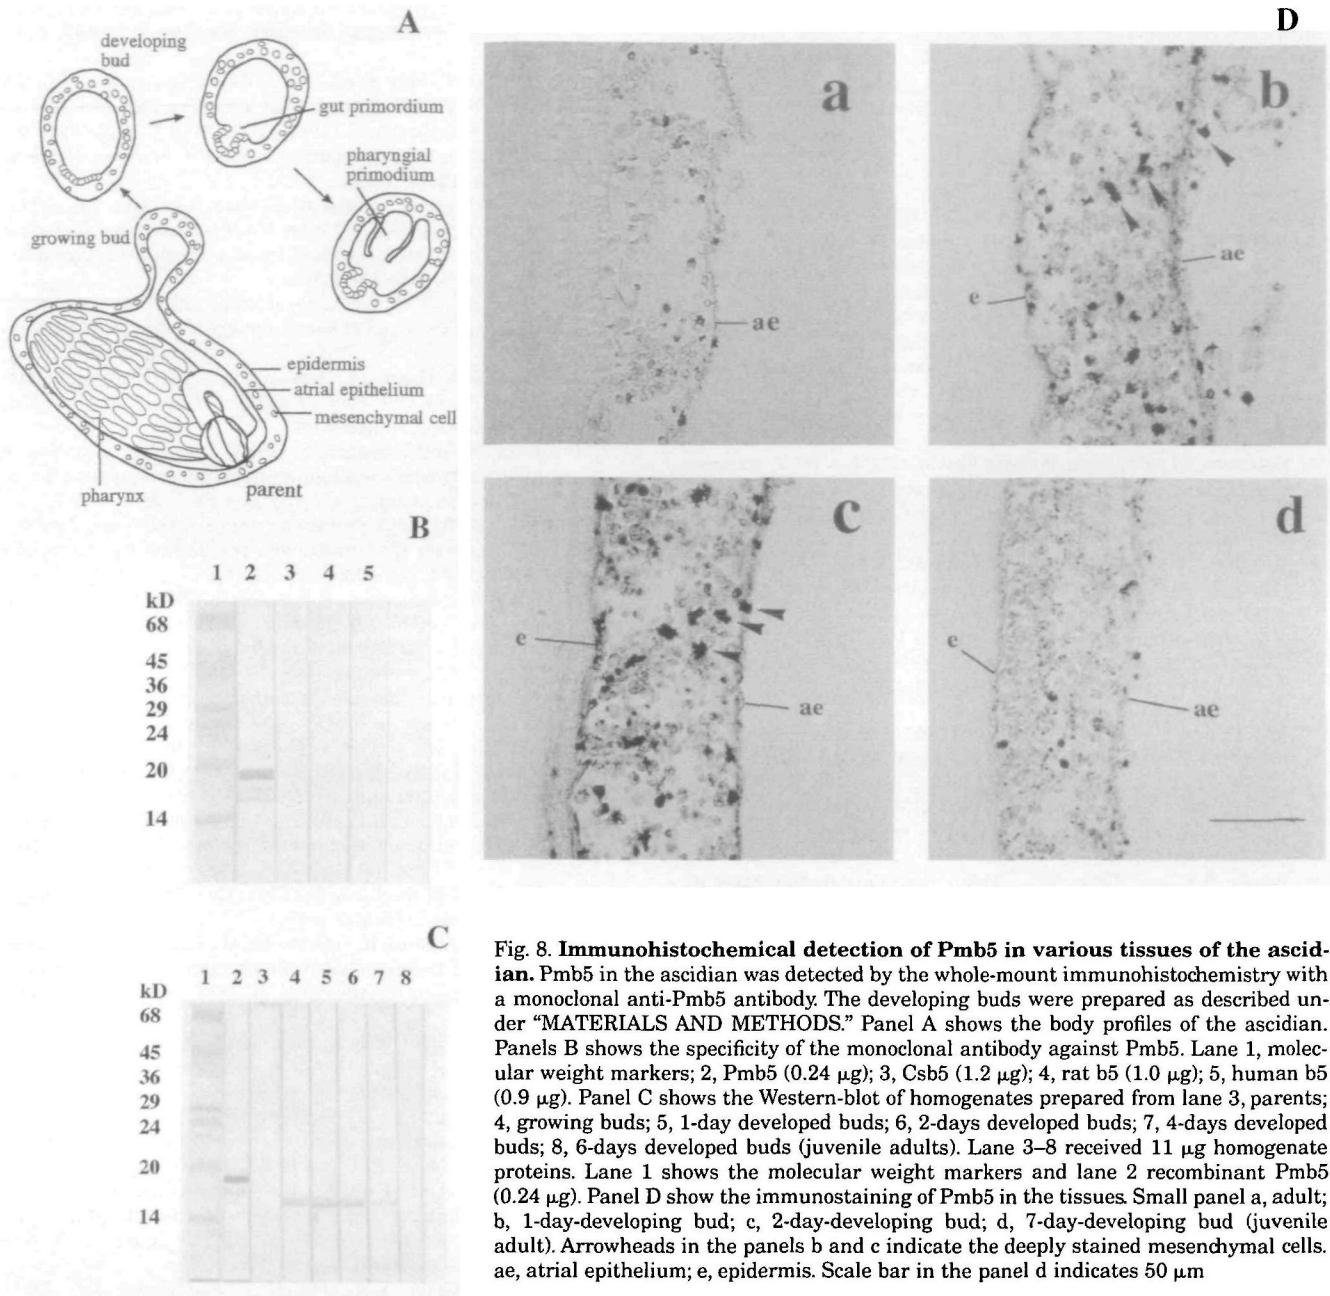 A
developing
bud
gut primordium
pharyngial
primodium
growing bud
epidermis
atrial epithelium
mesenchymal cell
pharynx
parent
B
1 2 3 4 5
kD
68
45
36
29
24
20
14
C
1 2 3 4 5 6 7 8
kD
68
45
36
29
24
20
14
D
a
ae
b
ae
e
c
e
ae
d
e
ae
Fig. 8. Immunohistochemical detection of Pmb5 in various tissues of the ascid-
ian. Pmb5 in the ascidian was detected by the whole-mount immunohistochemistry with
a monoclonal anti-Pmb5 antibody. The developing buds were prepared as described un-
der “MATERIALS AND METHODS.” Panel A shows the body profiles of the ascidian.
Panels B shows the specificity of the monoclonal antibody against Pmb5. Lane 1, molec-
ular weight markers; 2, Pmb5 (0.24 μg); 3, Csb5 (1.2 μg); 4, rat b5 (1.0 μg); 5, human b5
(0.9 μg). Panel C shows the Western-blot of homogenates prepared from lane 3, parents;
4, growing buds; 5, 1-day developed buds; 6, 2-days developed buds; 7, 4-days developed
buds; 8, 6-days developed buds (juvenile adults). Lane 3–8 received 11 μg homogenate
proteins. Lane 1 shows the molecular weight markers and lane 2 recombinant Pmb5
(0.24 μg). Panel D show the immunostaining of Pmb5 in the tissues. Small panel a, adult;
b, 1-day-developing bud; c, 2-day-developing bud; d, 7-day-developing bud (juvenile
adult). Arrowheads in the panels b and c indicate the deeply stained mesenchymal cells.
ae, atrial epithelium; e, epidermis. Scale bar in the panel d indicates 50 μm